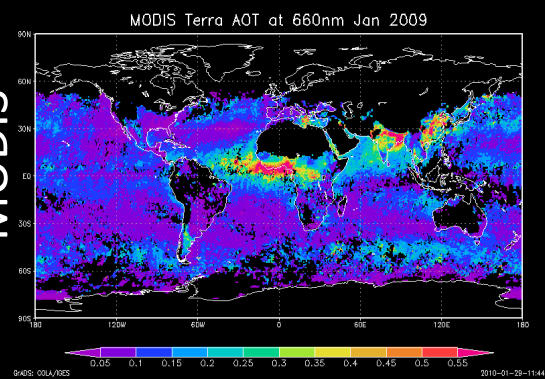 MODIS Terra AOT at 660nm Jan 2009
MODIS
90N
60N
30N
EQ
30S
60S
90S
180 120W 60W 0 60E 120E 180
0.05 0.1 0.15 0.2 0.25 0.3 0.35 0.4 0.45 0.5 0.55
GrADS: COLA/IGES 2010-01-29-11:44